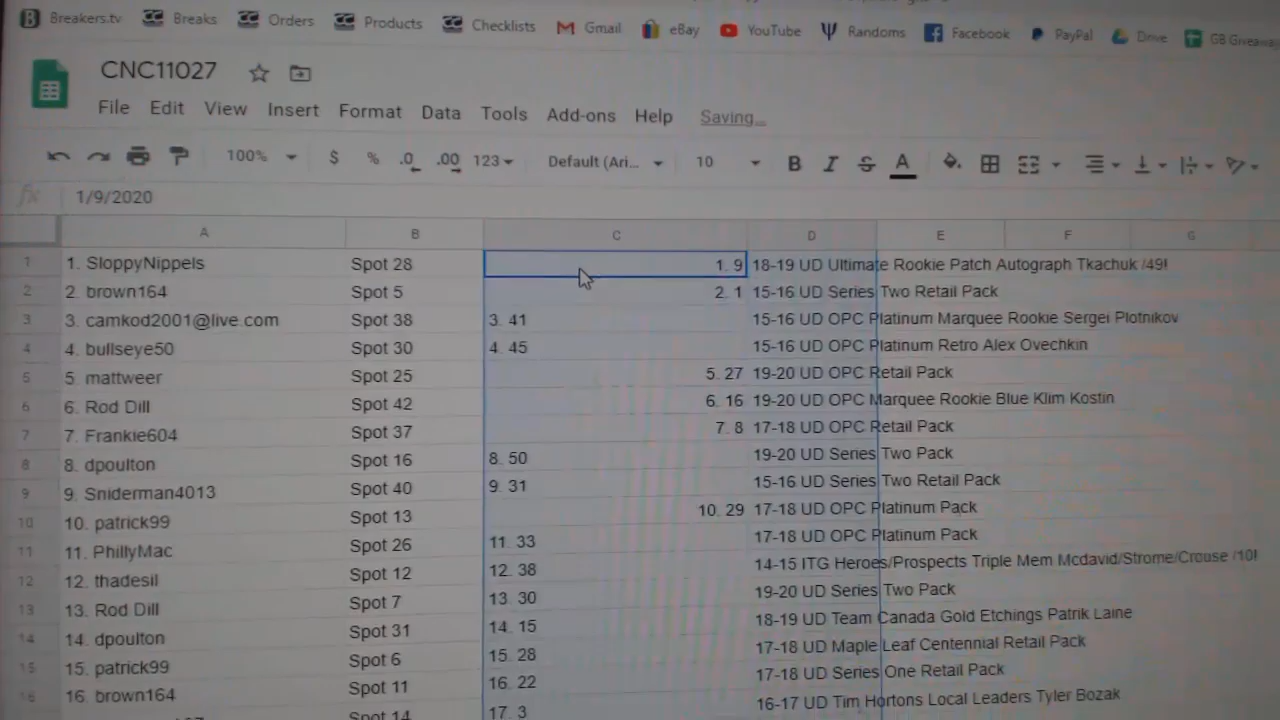 Breakers.tv Breaks Orders Products Checklists Gmail eBay YouTube Randoms Facebook PayPal Drive GB Giveaway
CNC11027
File Edit View Insert Format Data Tools Add-ons Help Saving...
100% $ % .0 .00 123 Default (Ari... 10 B I S A
fx 1/9/2020
A B C D E F G
1 1. SloppyNippels Spot 28 1. 9 18-19 UD Ultimate Rookie Patch Autograph Tkachuk /49!
2 2. brown164 Spot 5 2. 1 15-16 UD Series Two Retail Pack
3 3. camkod2001@live.com Spot 38 3. 41 15-16 UD OPC Platinum Marquee Rookie Sergei Plotnikov
4 4. bullseye50 Spot 30 4. 45 15-16 UD OPC Platinum Retro Alex Ovechkin
5 5. mattweer Spot 25 5. 27 19-20 UD OPC Retail Pack
6 6. Rod Dill Spot 42 6. 16 19-20 UD OPC Marquee Rookie Blue Klim Kostin
7 7. Frankie604 Spot 37 7. 8 17-18 UD OPC Retail Pack
8 8. dpoulton Spot 16 8. 50 19-20 UD Series Two Pack
9 9. Sniderman4013 Spot 40 9. 31 15-16 UD Series Two Retail Pack
10 10. patrick99 Spot 13 10. 29 17-18 UD OPC Platinum Pack
11 11. PhillyMac Spot 26 11. 33 17-18 UD OPC Platinum Pack
12 12. thadesil Spot 12 12. 38 14-15 ITG Heroes/Prospects Triple Mem Mcdavid/Strome/Crouse /10!
13 13. Rod Dill Spot 7 13. 30 19-20 UD Series Two Pack
14 14. dpoulton Spot 31 14. 15 18-19 UD Team Canada Gold Etchings Patrik Laine
15 15. patrick99 Spot 6 15. 28 17-18 UD Maple Leaf Centennial Retail Pack
16 16. brown164 Spot 11 16. 22 17-18 UD Series One Retail Pack
Spot 14 17. 3 16-17 UD Tim Hortons Local Leaders Tyler Bozak